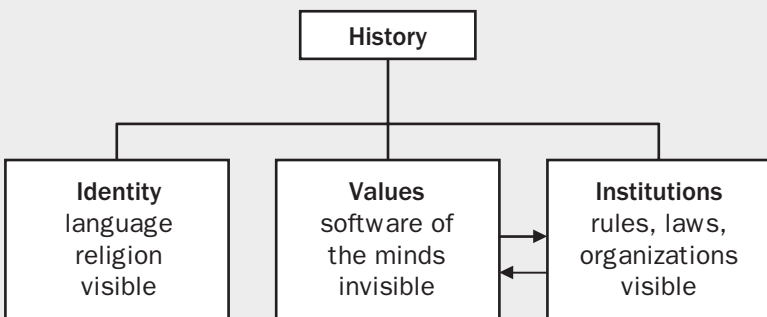 History
Identity
language
religion
visible
Values
software of
the minds
invisible
Institutions
rules, laws,
organizations
visible